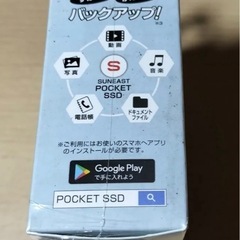 バックアップ!
※3
動画
写真
音楽
S
SUNEAST
POCKET
SSD
電話帳
ドキュメント
ファイル
※ご利用にはお使いのスマホへアプリ
のインストールが必要です。
Google Play
で手に入れよう
POCKET SSD